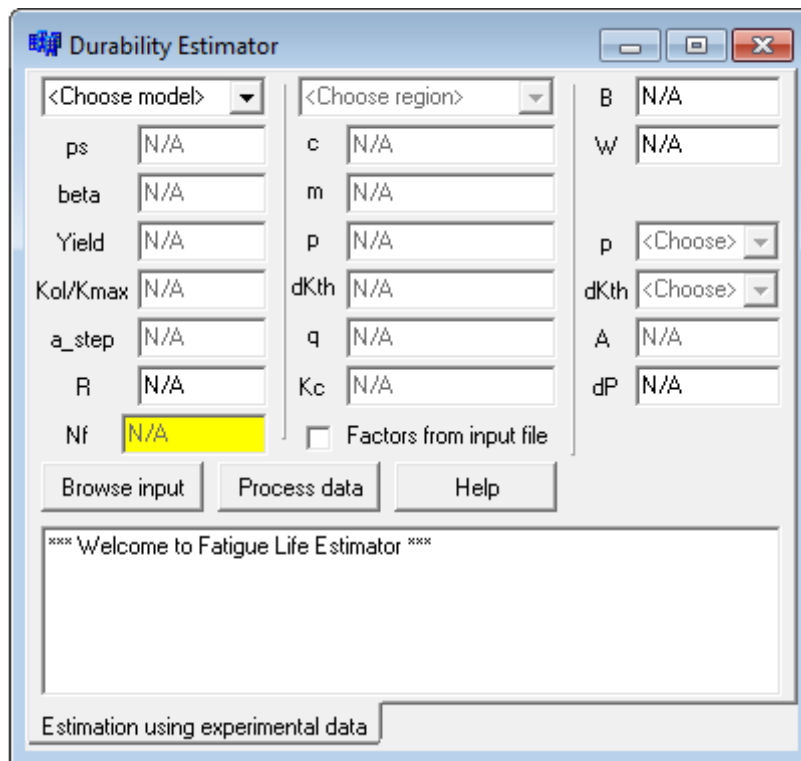 Durability Estimator
<Choose model> <Choose region> B N/A
ps N/A c N/A W N/A
beta N/A m N/A
Yield N/A p N/A p <Choose>
Kol/Kmax N/A dKth N/A dKth <Choose>
a_step N/A q N/A A N/A
R N/A Kc N/A dP N/A
Nf N/A Factors from input file
Browse input Process data Help
*** Welcome to Fatigue Life Estimator ***
Estimation using experimental data